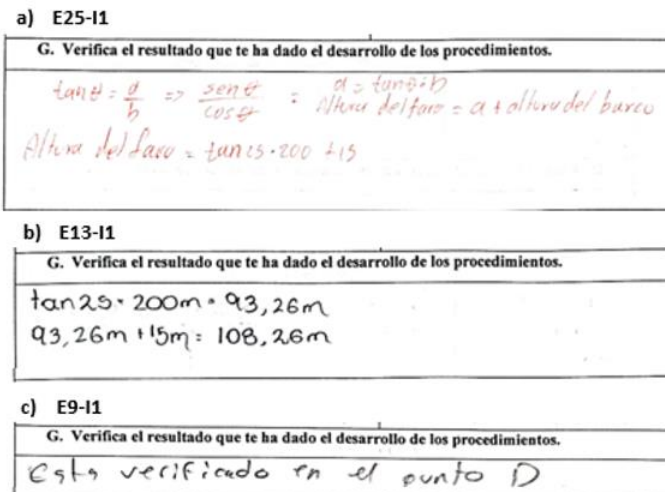 a) E25-I1
G. Verifica el resultado que te ha dado el desarrollo de los procedimientos.
tanθ = a/b => senθ/cosθ = a = tanθ·b
Altura del faro = a + altura del barco
Altura del faro = tan 25 · 200 + 15
b) E13-I1
G. Verifica el resultado que te ha dado el desarrollo de los procedimientos.
tan25 · 200m = 93,26m
93,26m + 15m = 108,26m
c) E9-I1
G. Verifica el resultado que te ha dado el desarrollo de los procedimientos.
Esta verificado en el punto D